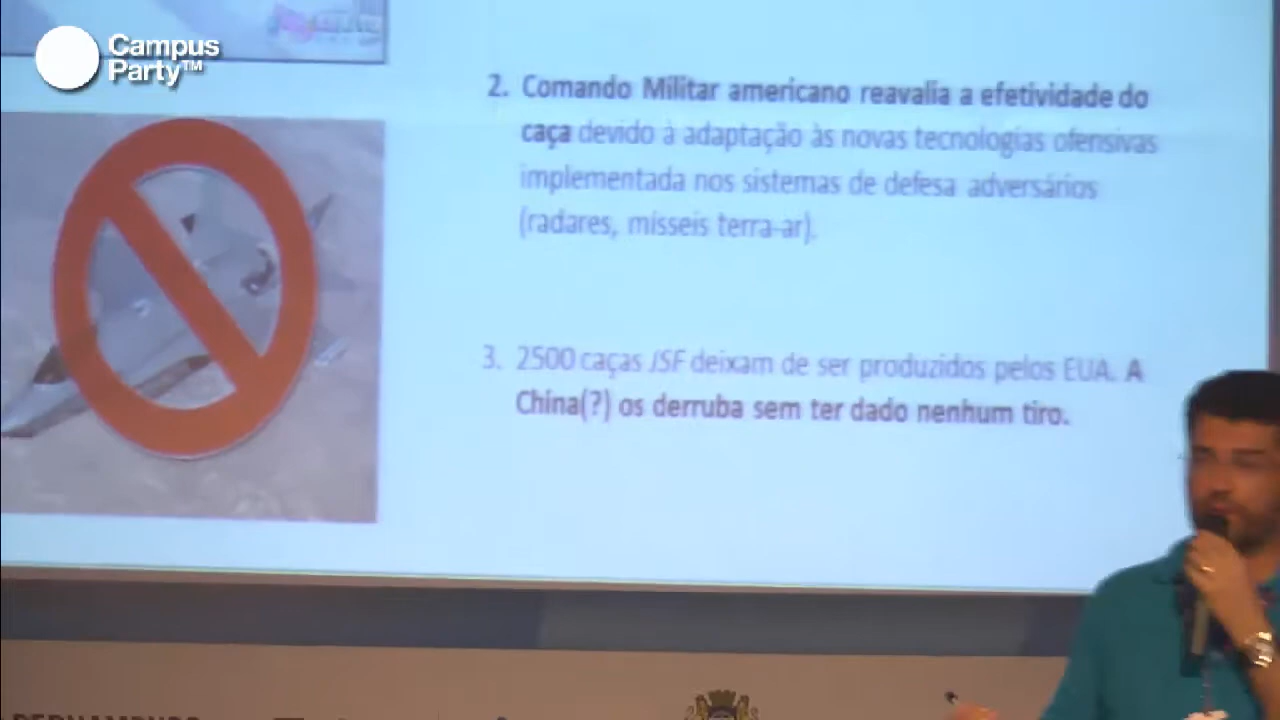 Campus
Party™
2. Comando Militar americano reavalia a efetividade do
caça devido à adaptação às novas tecnologias ofensivas
implementada nos sistemas de defesa adversários
(radares, misseis terra-ar).
3. 2500 caças JSF deixam de ser produzidos pelos EUA. A
China(?) os derruba sem ter dado nenhum tiro.
PERNAMBUCO